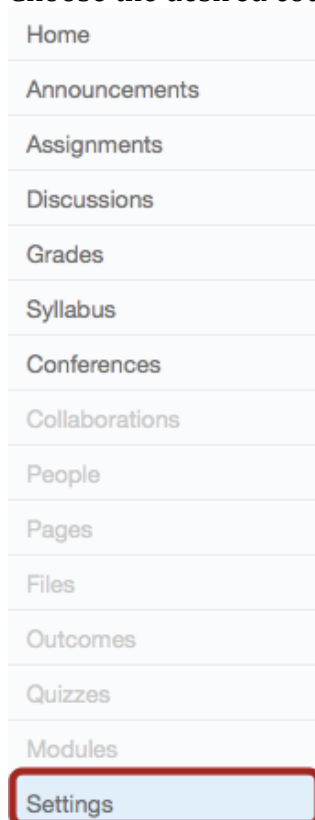 Home
Announcements
Assignments
Discussions
Grades
Syllabus
Conferences
Collaborations
People
Pages
Files
Outcomes
Quizzes
Modules
Settings